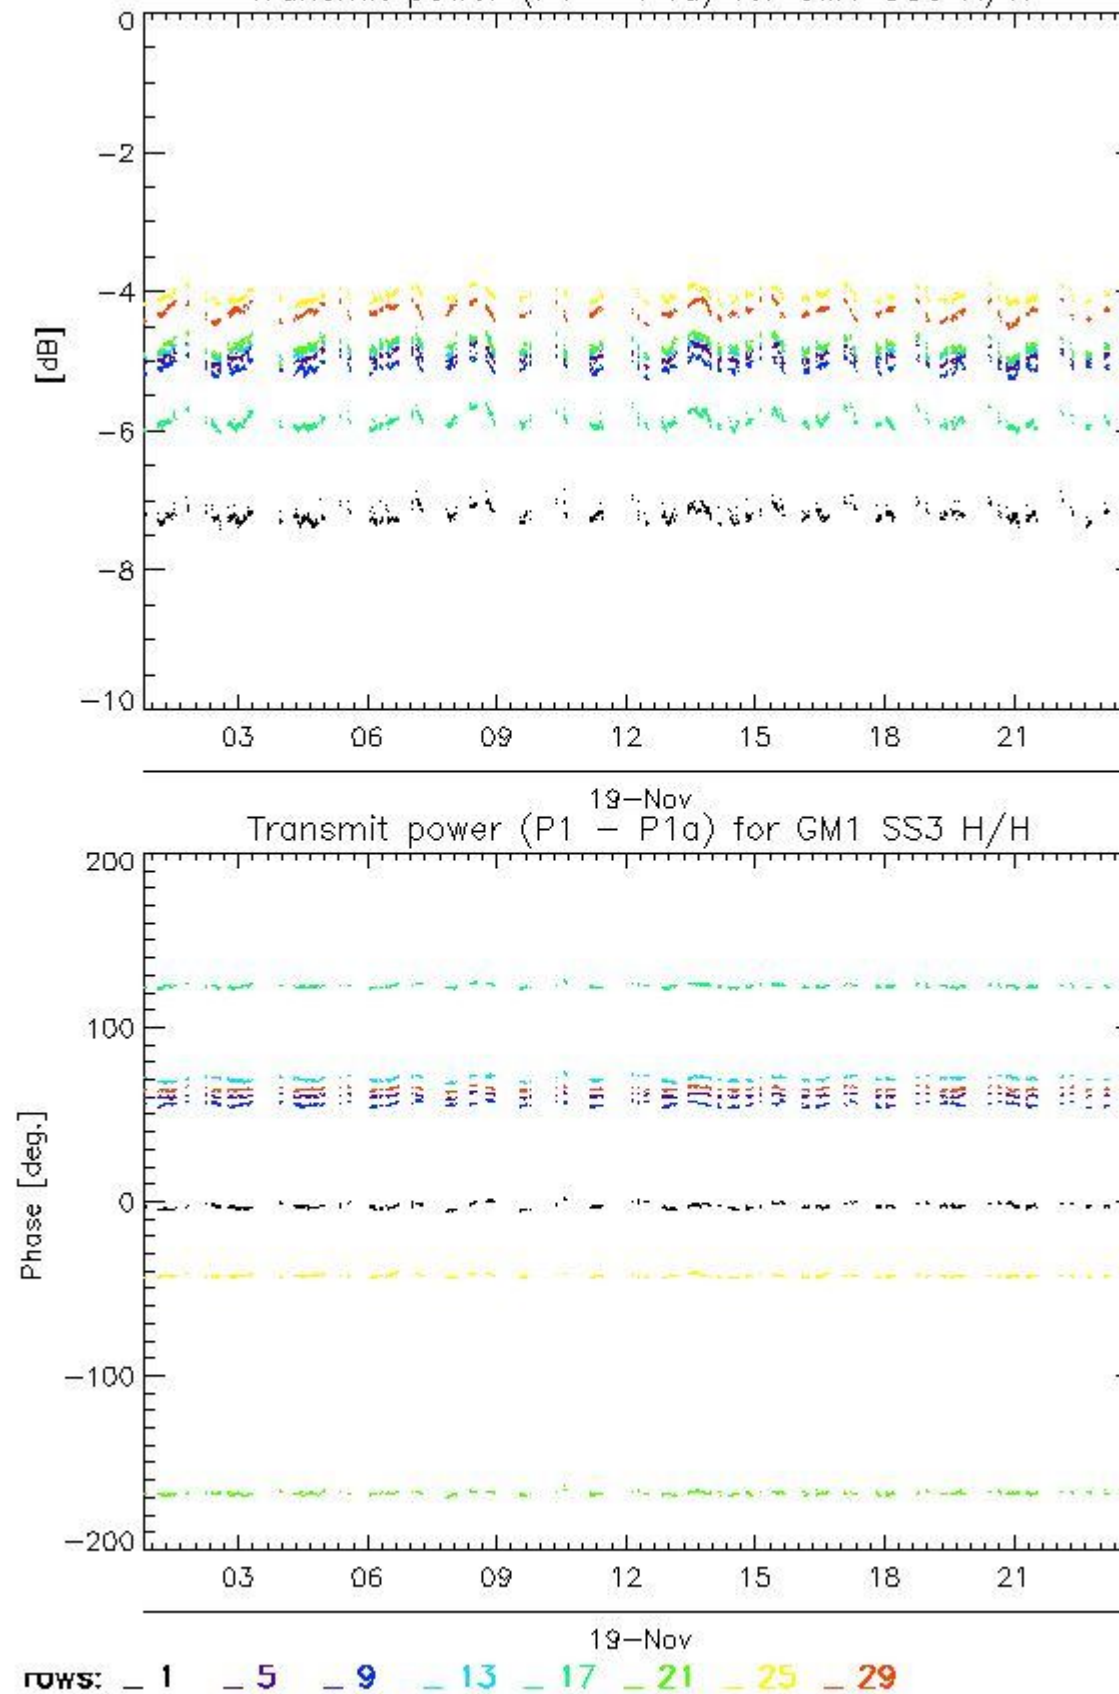 0
-2
-4
[dB]
-6
-8
-10
03 06 09 12 15 18 21
19-Nov
Transmit power (P1 - P1a) for GM1 SS3 H/H
200
100
Phase [deg.]
0
-100
-200
03 06 09 12 15 18 21
19-Nov
rows: _ 1 _ 5 _ 9 _ 13 _ 17 _ 21 _ 25 _ 29